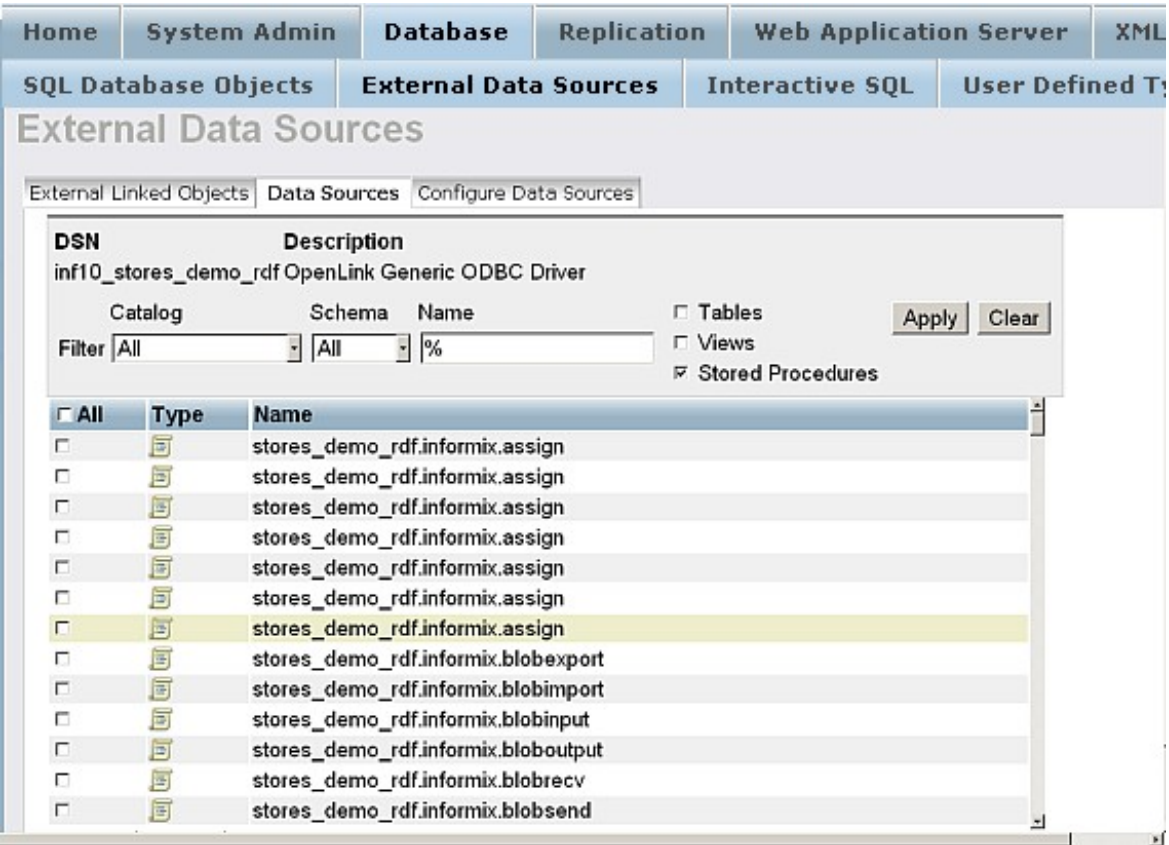 Home System Admin Database Replication Web Application Server XML
SQL Database Objects External Data Sources Interactive SQL User Defined Ty
External Data Sources
External Linked Objects Data Sources Configure Data Sources
DSN Description
inf10_stores_demo_rdf OpenLink Generic ODBC Driver
Catalog Schema Name Tables Apply Clear
Filter All All % Views
Stored Procedures
All Type Name
stores_demo_rdf.informix.assign
stores_demo_rdf.informix.assign
stores_demo_rdf.informix.assign
stores_demo_rdf.informix.assign
stores_demo_rdf.informix.assign
stores_demo_rdf.informix.assign
stores_demo_rdf.informix.assign
stores_demo_rdf.informix.blobexport
stores_demo_rdf.informix.blobimport
stores_demo_rdf.informix.blobinput
stores_demo_rdf.informix.bloboutput
stores_demo_rdf.informix.blobrecv
stores_demo_rdf.informix.blobsend